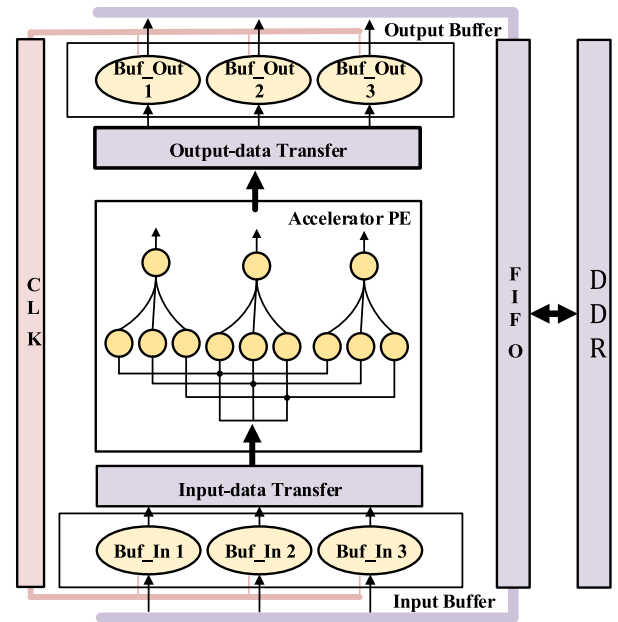 Output Buffer
Buf_Out
1
Buf_Out
2
Buf_Out
3
Output-data Transfer
Accelerator PE
C
L
K
F
I
F
O
D
D
R
Input-data Transfer
Buf_In 1
Buf_In 2
Buf_In 3
Input Buffer